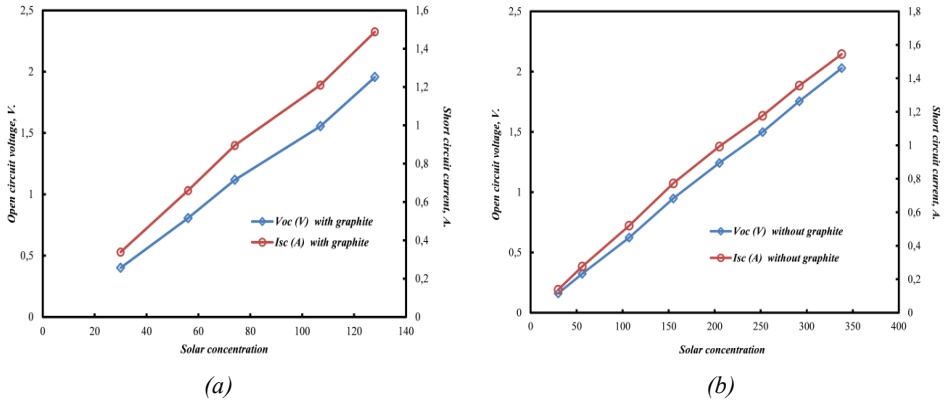 2,5
2
1,5
1
0,5
0
Open circuit voltage, V.
1,6
1,4
1,2
1
0,8
0,6
0,4
0,2
0
Short circuit current, A.
Voc (V) with graphite
Isc (A) with graphite
0 20 40 60 80 100 120 140
Solar concentration
(a)
2,5
2
1,5
1
0,5
0
Open circuit voltage, V.
1,8
1,6
1,4
1,2
1
0,8
0,6
0,4
0,2
0
Short circuit current, A.
Voc (V) without graphite
Isc (A) without graphite
0 50 100 150 200 250 300 350 400
Solar concentration
(b)